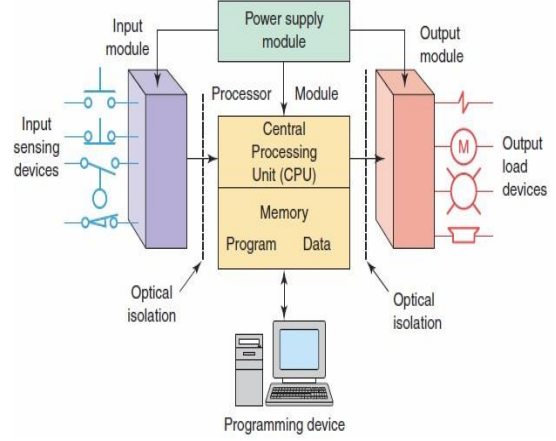 Input
module
Power supply
module
Output
module
Processor
Module
Input
sensing
devices
Central
Processing
Unit (CPU)
M
Output
load
devices
Memory
Program
Data
Optical
isolation
Optical
isolation
Programming device